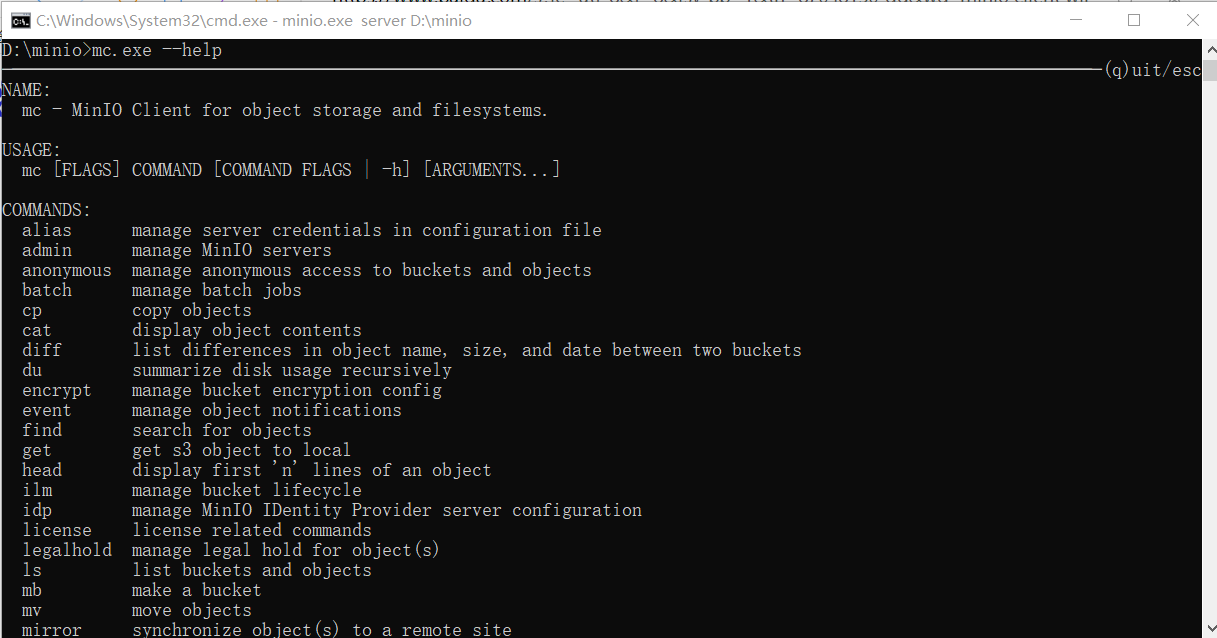 C:\Windows\System32\cmd.exe - minio.exe  server D:\minio
D:\minio>mc.exe --help
(q)uit/esc
NAME:
  mc - MinIO Client for object storage and filesystems.
USAGE:
  mc [FLAGS] COMMAND [COMMAND FLAGS | -h] [ARGUMENTS...]
COMMANDS:
  alias      manage server credentials in configuration file
  admin      manage MinIO servers
  anonymous  manage anonymous access to buckets and objects
  batch      manage batch jobs
  cp         copy objects
  cat        display object contents
  diff       list differences in object name, size, and date between two buckets
  du         summarize disk usage recursively
  encrypt    manage bucket encryption config
  event      manage object notifications
  find       search for objects
  get        get s3 object to local
  head       display first 'n' lines of an object
  ilm        manage bucket lifecycle
  idp        manage MinIO IDentity Provider server configuration
  license    license related commands
  legalhold  manage legal hold for object(s)
  ls         list buckets and objects
  mb         make a bucket
  mv         move objects
  mirror     synchronize object(s) to a remote site